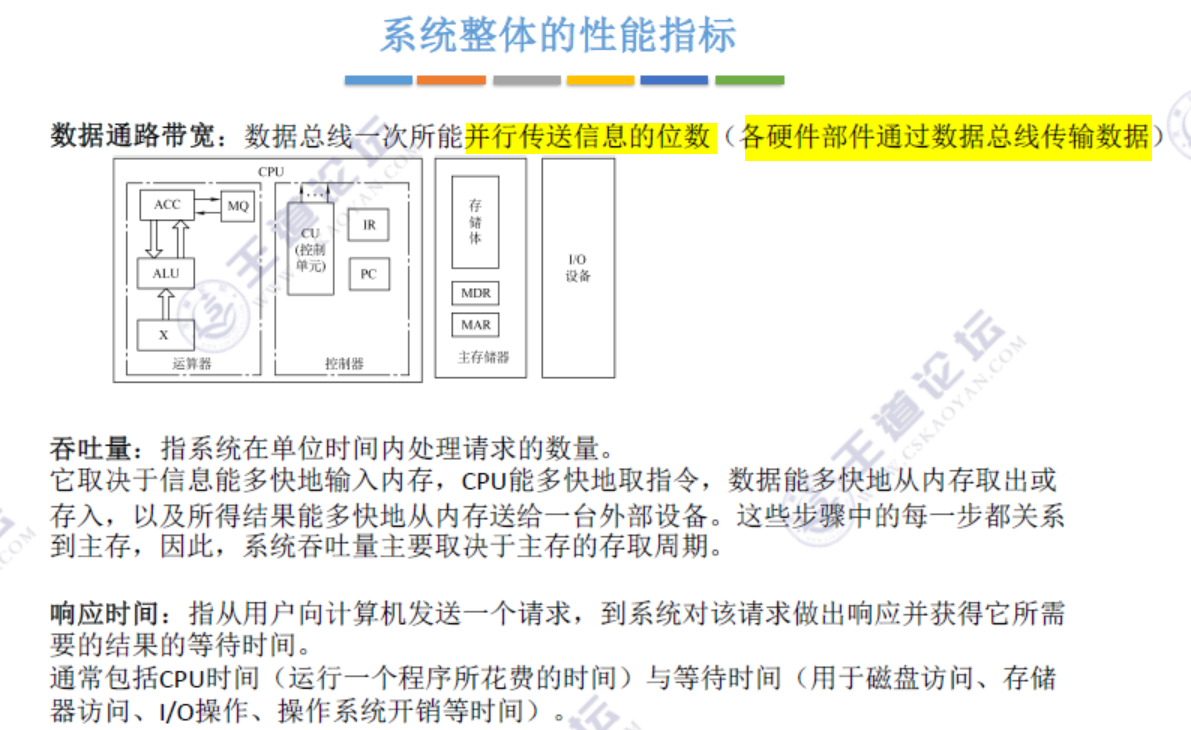 系统整体的性能指标
数据通路带宽：数据总线一次所能并行传送信息的位数（各硬件部件通过数据总线传输数据）
CPU
ACC
MQ
ALU
X
运算器
CU
(控制
单元)
IR
PC
控制器
存
储
体
MDR
MAR
主存储器
I/O
设备
吞吐量：指系统在单位时间内处理请求的数量。
它取决于信息能多快地输入内存，CPU能多快地取指令，数据能多快地从内存取出或
存入，以及所得结果能多快地从内存送给一台外部设备。这些步骤中的每一步都关系
到主存，因此，系统吞吐量主要取决于主存的存取周期。
响应时间：指从用户向计算机发送一个请求，到系统对该请求做出响应并获得它所需
要的结果的等待时间。
通常包括CPU时间（运行一个程序所花费的时间）与等待时间（用于磁盘访问、存储
器访问、I/O操作、操作系统开销等时间）。
王道论坛
WWW.CSKAOYAN.COM
王道论坛
WWW.CSKAOYAN.COM